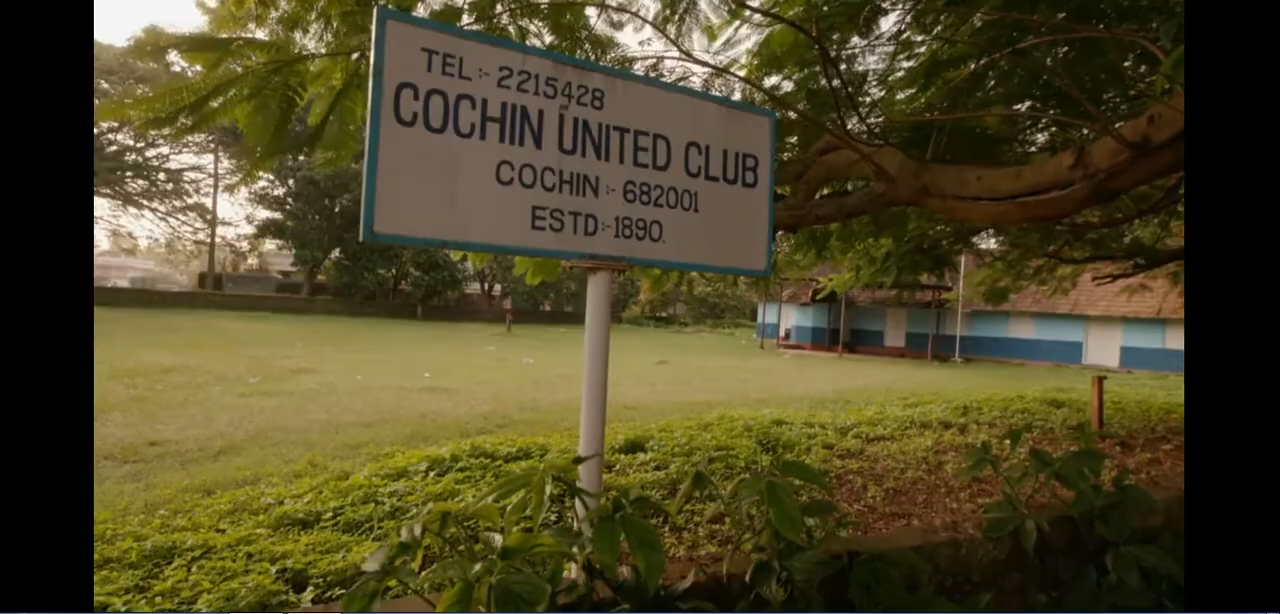 TEL:- 2215428
COCHIN UNITED CLUB
COCHIN:- 682001
ESTD:-1890.